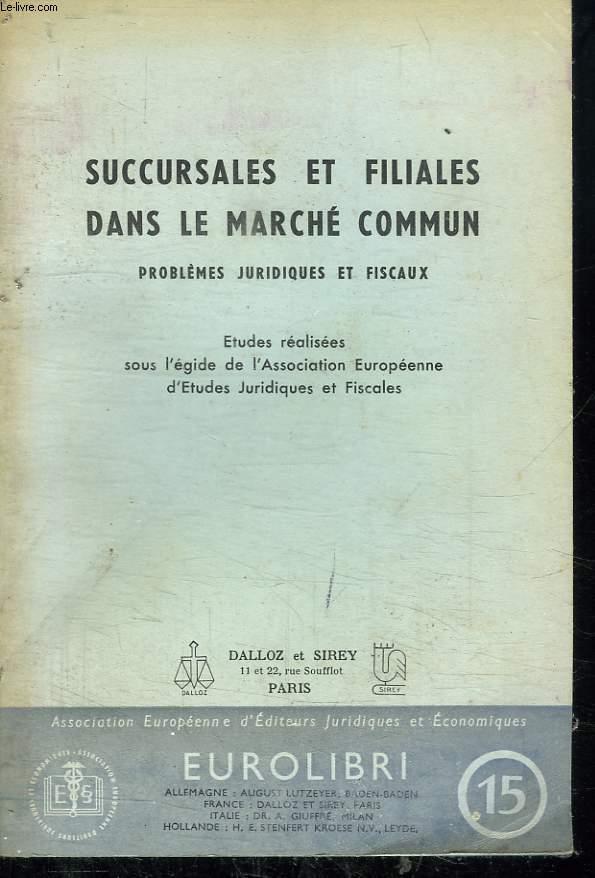 Le-livre.com
SUCCURSALES ET FILIALES
DANS LE MARCHÉ COMMUN
PROBLÈMES JURIDIQUES ET FISCAUX
Etudes réalisées
sous l'égide de l'Association Européenne
d'Etudes Juridiques et Fiscales
DALLOZ et SIREY
11 et 22, rue Soufflot
PARIS
DALLOZ
SIREY
Association Européenne d'Éditeurs Juridiques et Économiques
EUROLIBRI
ALLEMAGNE : AUGUST LUTZEYER, BADEN-BADEN
FRANCE : DALLOZ ET SIREY, PARIS
ITALIE : DR. A. GIUFFRÉ, MILAN
HOLLANDE : H. E. STENFERT KROESE N.V., LEYDE,
15
E §